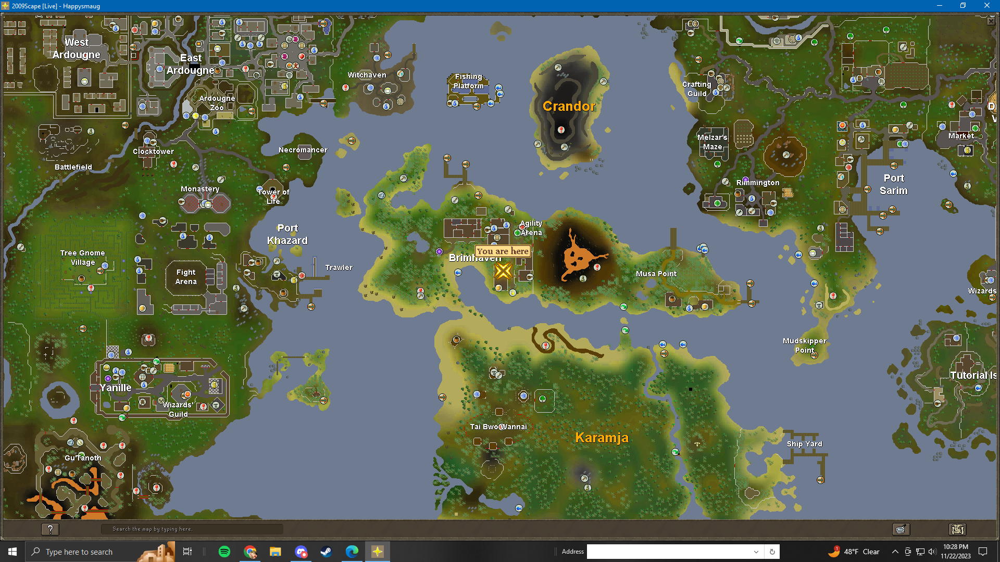 2009Scape [Live] - Happysmaug
West
Ardougne
East
Ardougne
Witchaven
Fishing
Platform
Crandor
Crafting
Guild
Ardougne
Zoo
Melzar's
Maze
Market
Clocktower
Necromancer
Battlefield
Port
Sarim
Rimmington
Monastery
Tower of
Life
Port
Khazard
Agility
Arena
Tree Gnome
Village
You are here
Brimhaven
Fight
Arena
Trawler
Musa Point
Wizards
Mudskipper
Point
Yanille
Tutorial Is
Wizards'
Guild
Tai Bwo Wannai
Karamja
Ship Yard
Gu'Tanoth
?
Search the map by typing here.
Type here to search
Address
1
48°F Clear
10:28 PM
11/22/2023